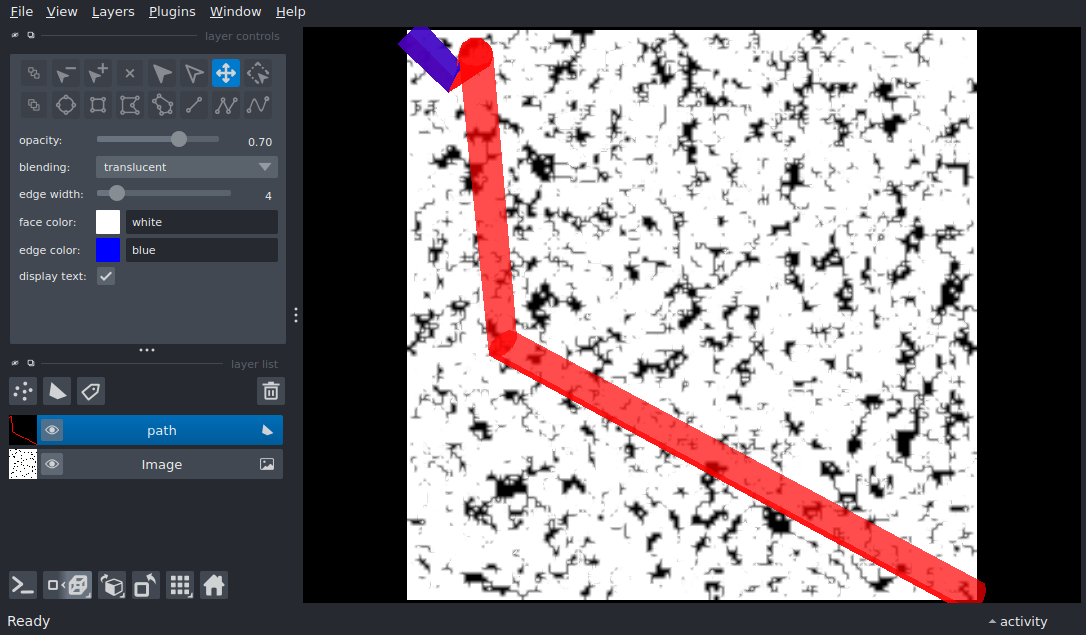 File View Layers Plugins Window Help
layer controls
opacity: 0.70
blending: translucent
edge width: 4
face color: white
edge color: blue
display text:
layer list
path
Image
Ready
activity